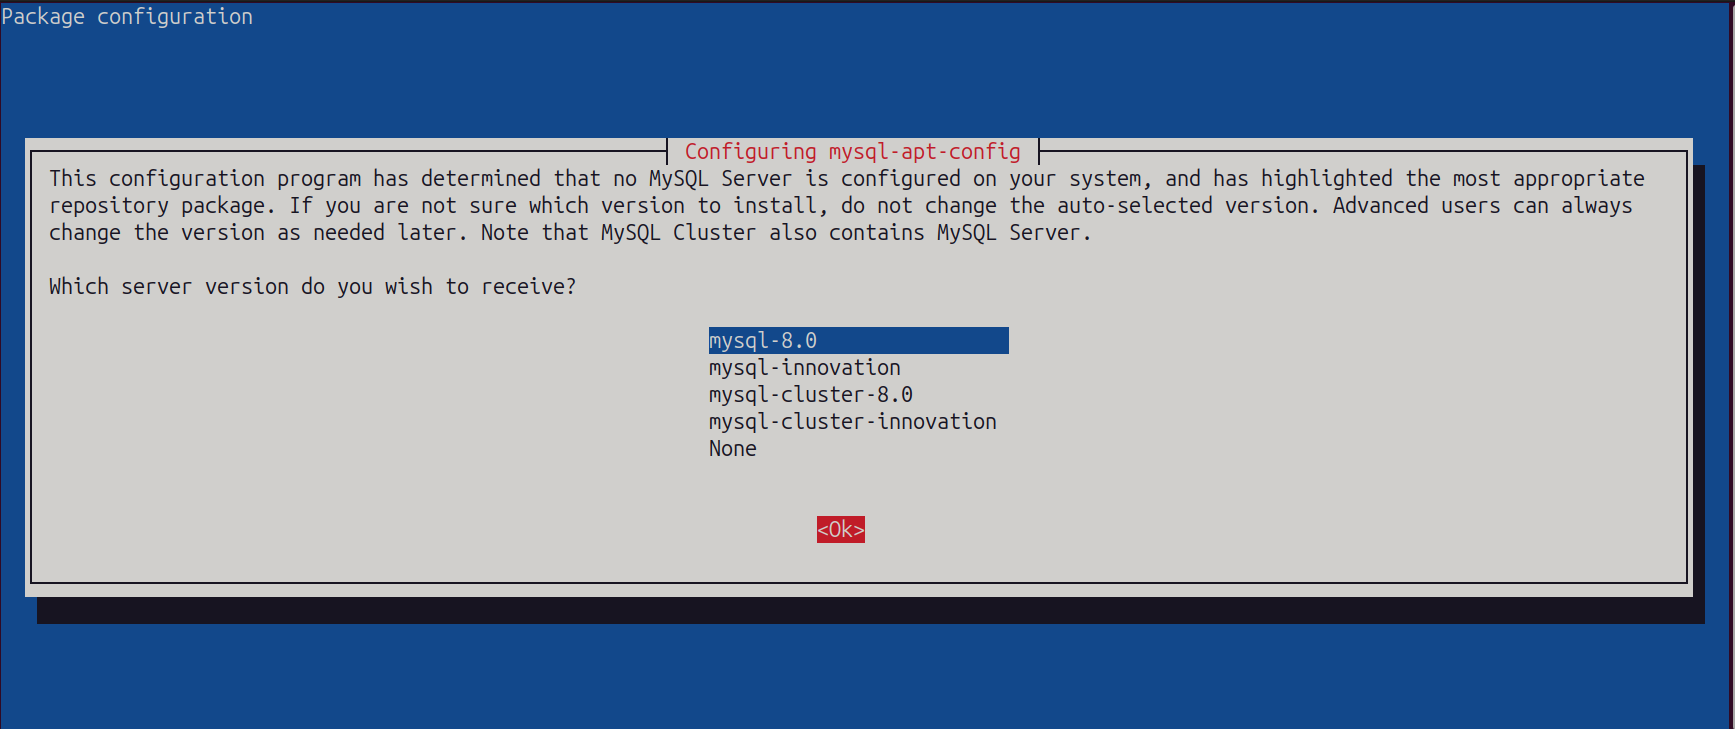 Package configuration
Configuring mysql-apt-config
This configuration program has determined that no MySQL Server is configured on your system, and has highlighted the most appropriate
repository package. If you are not sure which version to install, do not change the auto-selected version. Advanced users can always
change the version as needed later. Note that MySQL Cluster also contains MySQL Server.
Which server version do you wish to receive?
mysql-8.0
mysql-innovation
mysql-cluster-8.0
mysql-cluster-innovation
None
<Ok>